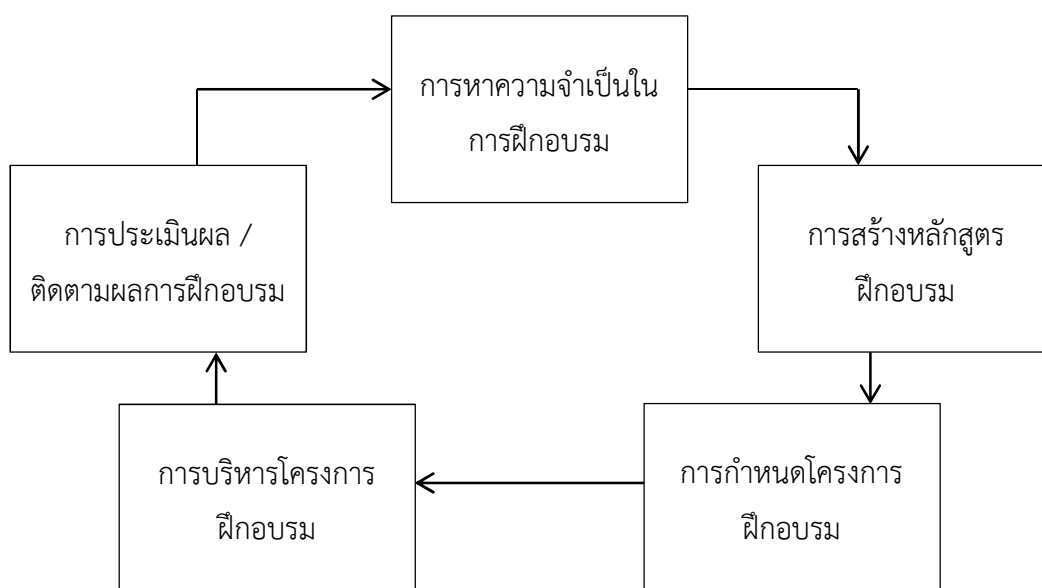 การหาความจำเป็นใน
การฝึกอบรม
การสร้างหลักสูตร
ฝึกอบรม
การกำหนดโครงการ
ฝึกอบรม
การบริหารโครงการ
ฝึกอบรม
การประเมินผล /
ติดตามผลการฝึกอบรม